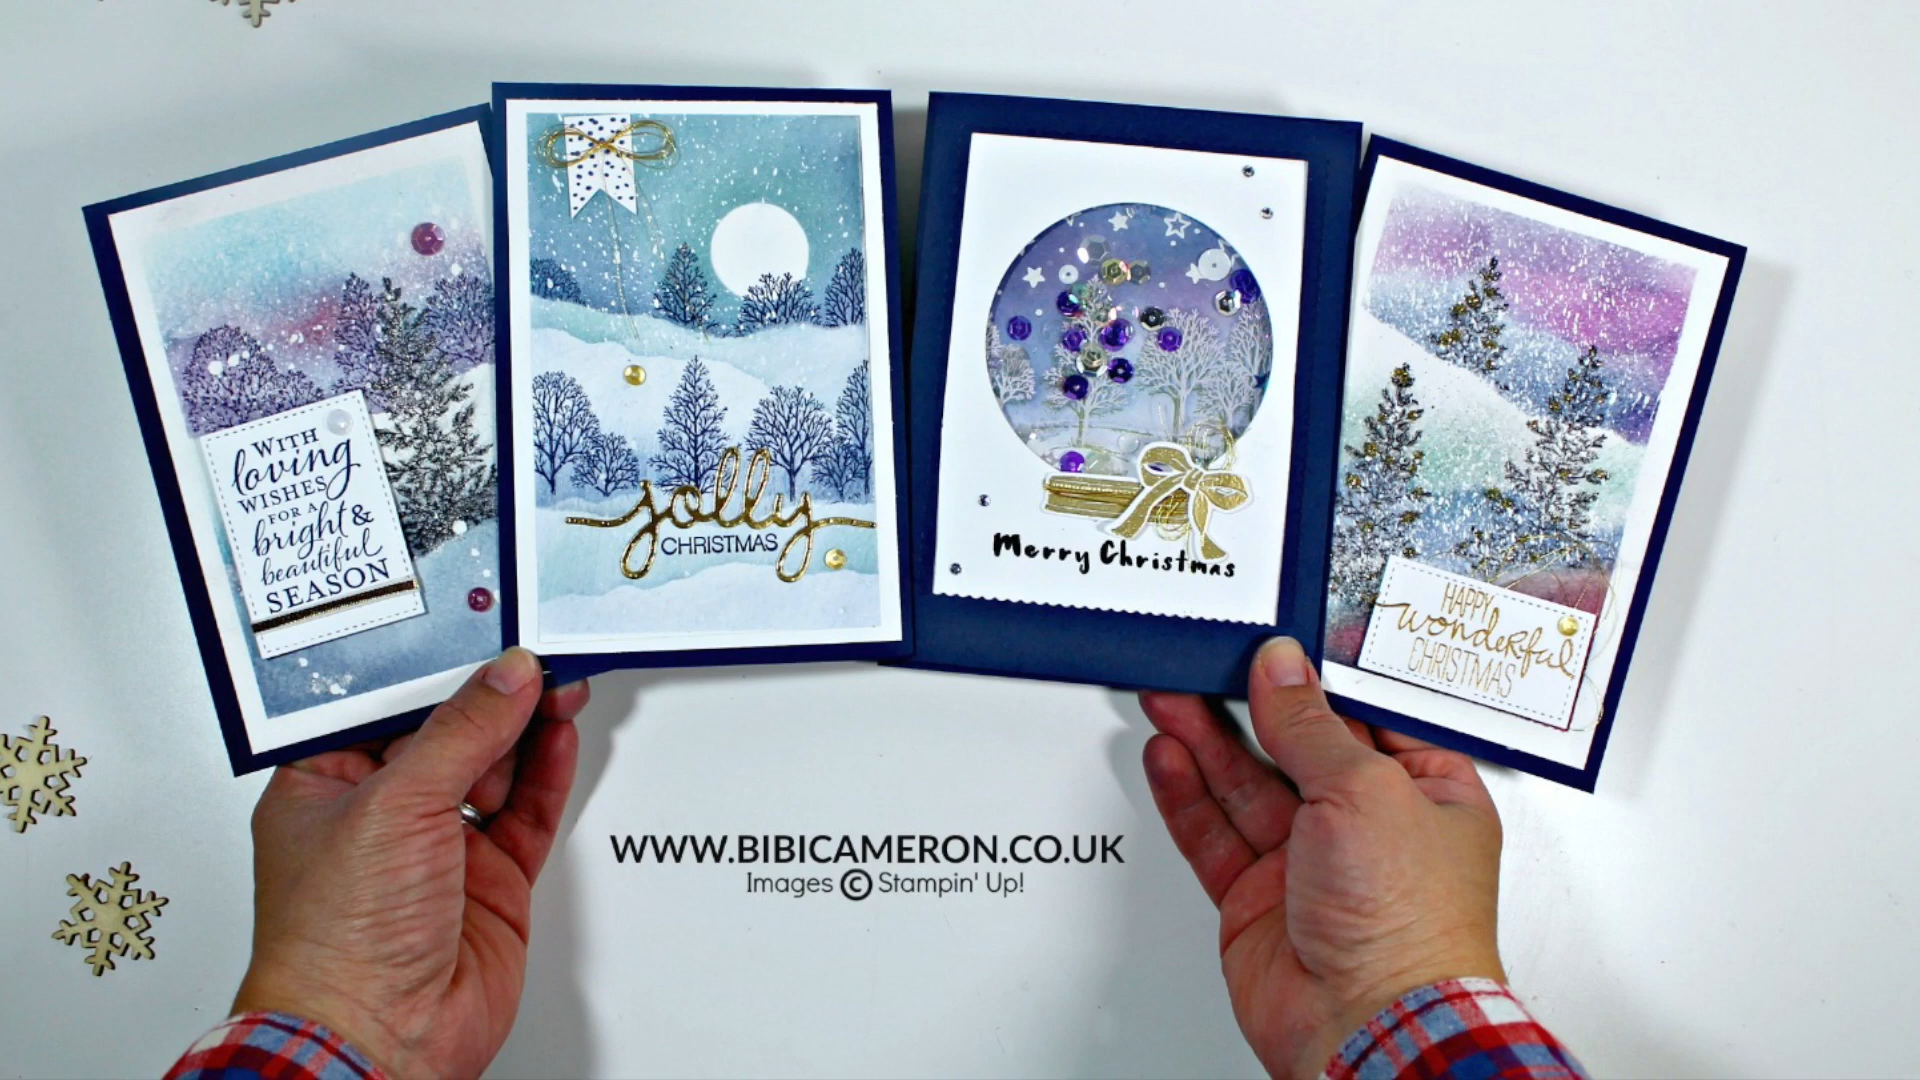 WITH
loving
WISHES
FOR A
bright &
beautiful
SEASON
jolly
CHRISTMAS
Merry Christmas
HAPPY
wonderful
CHRISTMAS
WWW.BIBICAMERON.CO.UK
Images © Stampin' Up!